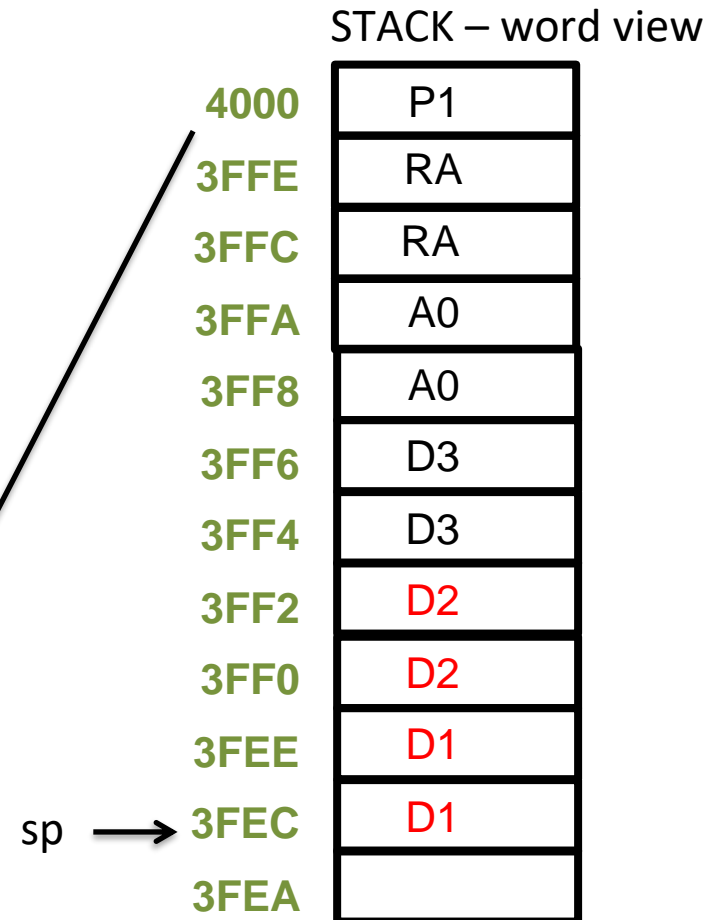 STACK – word view
4000 P1
3FFE RA
3FFC RA
3FFA A0
3FF8 A0
3FF6 D3
3FF4 D3
3FF2 D2
3FF0 D2
3FEE D1
sp 3FEC D1
3FEA